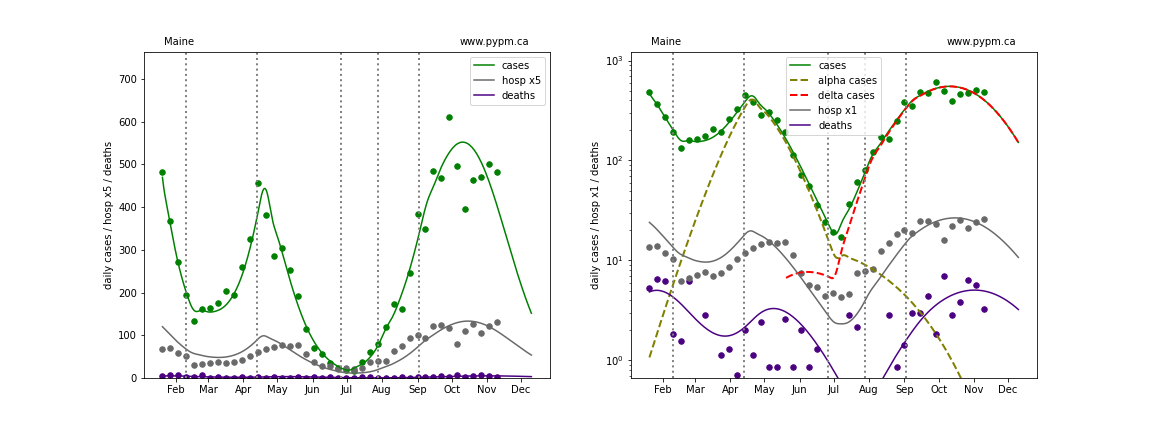 Maine
www.pypm.ca
daily cases / hosp x5 / deaths
700
600
500
400
300
200
100
0
cases
hosp x5
deaths
Feb Mar Apr May Jun Jul Aug Sep Oct Nov Dec
Maine
www.pypm.ca
daily cases / hosp x1 / deaths
10³
10²
10¹
10⁰
cases
alpha cases
delta cases
hosp x1
deaths
Feb Mar Apr May Jun Jul Aug Sep Oct Nov Dec